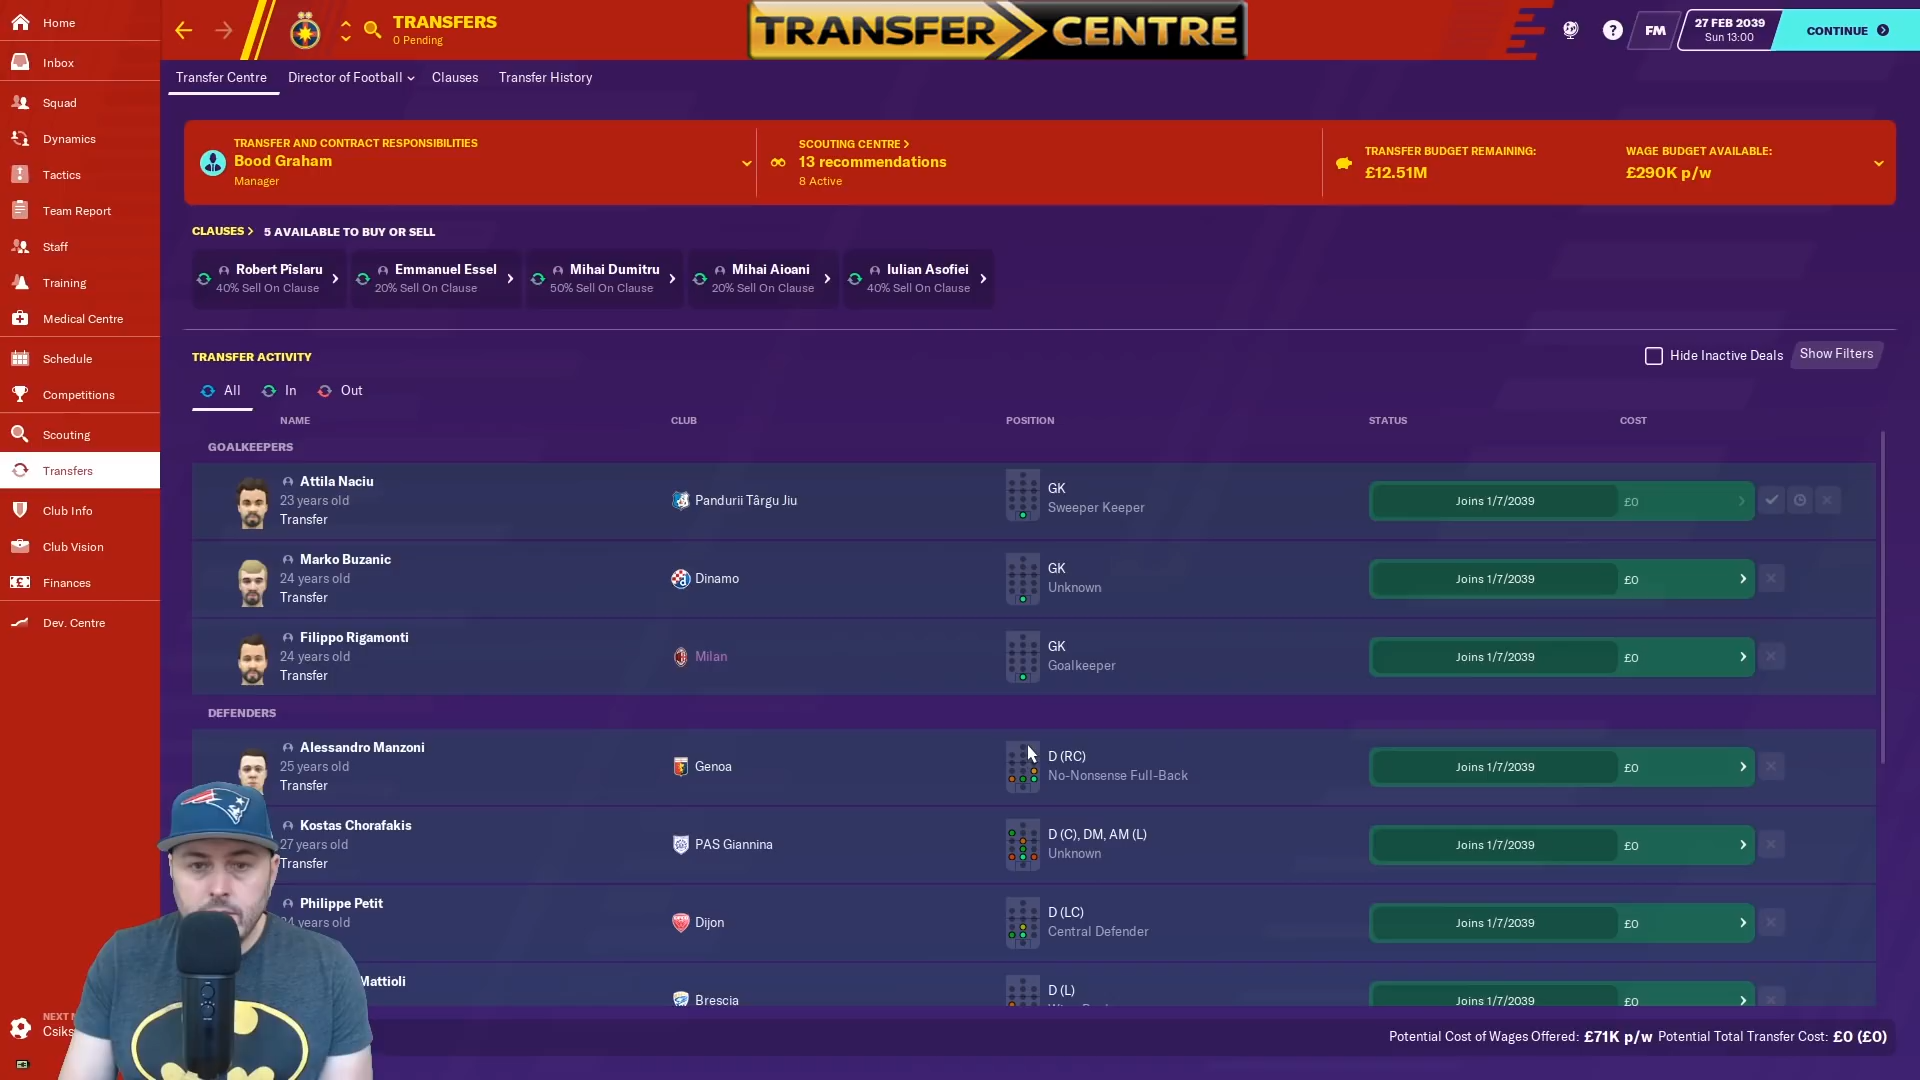 Home
Inbox
Squad
Dynamics
Tactics
Team Report
Staff
Training
Medical Centre
Schedule
Competitions
Scouting
Transfers
Club Info
Club Vision
Finances
Dev. Centre
TRANSFERS
0 Pending
TRANSFER CENTRE
?
FM
27 FEB 2039
Sun 13:00
CONTINUE
Transfer Centre
Director of Football
Clauses
Transfer History
TRANSFER AND CONTRACT RESPONSIBILITIES
Bood Graham
Manager
SCOUTING CENTRE >
13 recommendations
8 Active
TRANSFER BUDGET REMAINING:
£12.51M
WAGE BUDGET AVAILABLE:
£290K p/w
CLAUSES > 5 AVAILABLE TO BUY OR SELL
Robert Pîslaru
40% Sell On Clause
Emmanuel Essel
20% Sell On Clause
Mihai Dumitru
50% Sell On Clause
Mihai Aioani
20% Sell On Clause
Iulian Asofiei
40% Sell On Clause
TRANSFER ACTIVITY
Hide Inactive Deals
Show Filters
All
In
Out
NAME CLUB POSITION STATUS COST
GOALKEEPERS
Attila Naciu
23 years old
Transfer
Pandurii Târgu Jiu
GK
Sweeper Keeper
Joins 1/7/2039 £0
Marko Buzanic
24 years old
Transfer
Dinamo
GK
Unknown
Joins 1/7/2039 £0
Filippo Rigamonti
24 years old
Transfer
Milan
GK
Goalkeeper
Joins 1/7/2039 £0
DEFENDERS
Alessandro Manzoni
25 years old
Transfer
Genoa
D (RC)
No-Nonsense Full-Back
Joins 1/7/2039 £0
Kostas Chorafakis
27 years old
Transfer
PAS Giannina
D (C), DM, AM (L)
Unknown
Joins 1/7/2039 £0
Philippe Petit
years old
Dijon
D (LC)
Central Defender
Joins 1/7/2039 £0
Mattioli
Brescia
D (L)
Joins 1/7/2039 £0
Csiks
Potential Cost of Wages Offered: £71K p/w Potential Total Transfer Cost: £0 (£0)